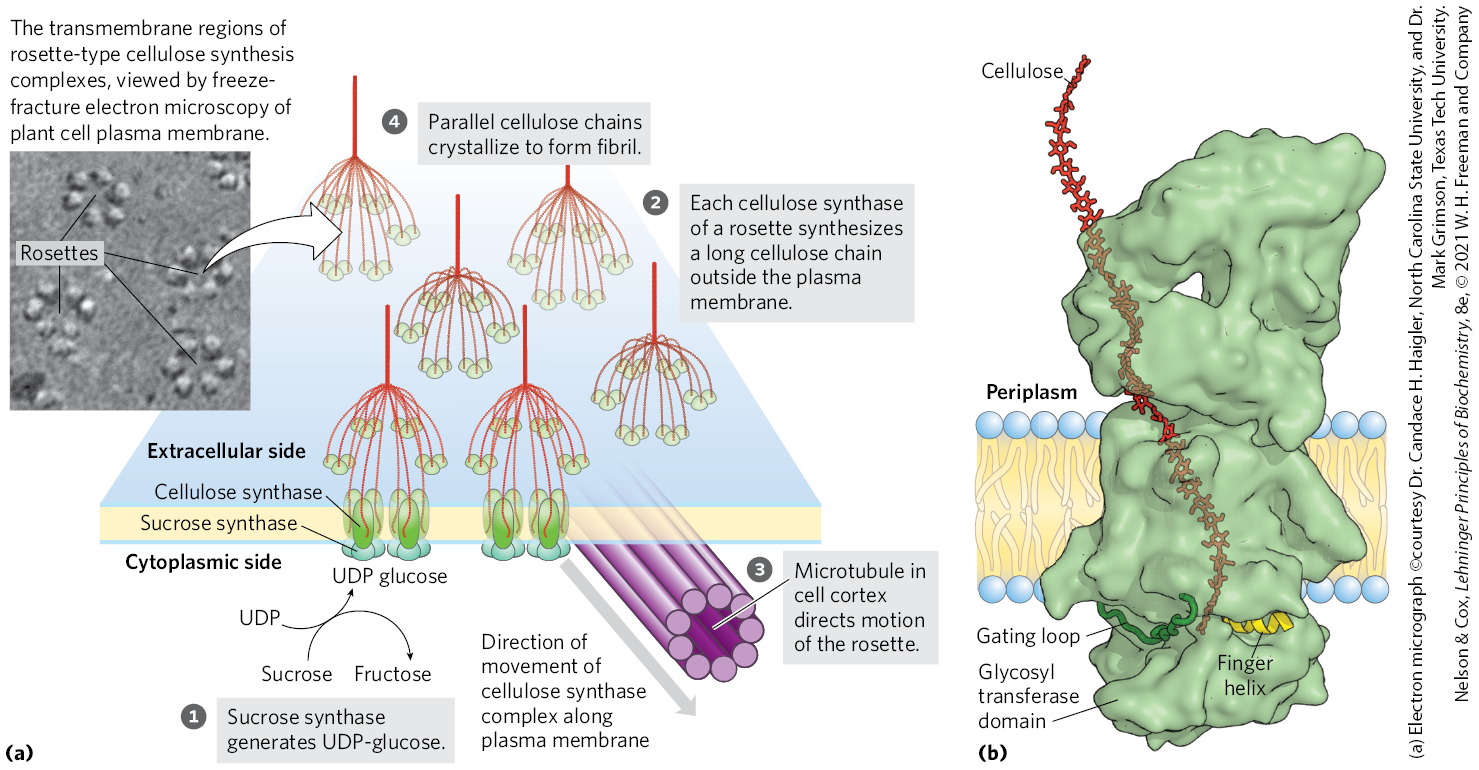 The transmembrane regions of
rosette-type cellulose synthesis
complexes, viewed by freeze-
fracture electron microscopy of
plant cell plasma membrane.
Rosettes
4
Parallel cellulose chains
crystallize to form fibril.
2
Each cellulose synthase
of a rosette synthesizes
a long cellulose chain
outside the plasma
membrane.
Extracellular side
Cellulose synthase
Sucrose synthase
Cytoplasmic side
UDP glucose
UDP
Sucrose
Fructose
1
Sucrose synthase
generates UDP-glucose.
3
Microtubule in
cell cortex
directs motion
of the rosette.
Direction of
movement of
cellulose synthase
complex along
plasma membrane
(a)
Cellulose
Periplasm
Gating loop
Glycosyl
transferase
domain
Finger
helix
(b)
(a) Electron micrograph ©courtesy Dr. Candace H. Haigler, North Carolina State University, and Dr.
Mark Grimson, Texas Tech University.
Nelson & Cox, Lehninger Principles of Biochemistry, 8e, © 2021 W. H. Freeman and Company